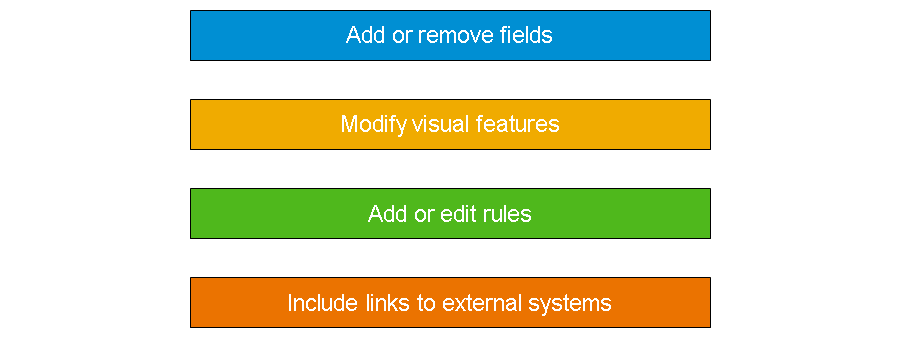 Add or remove fields
Modify visual features
Add or edit rules
Include links to external systems